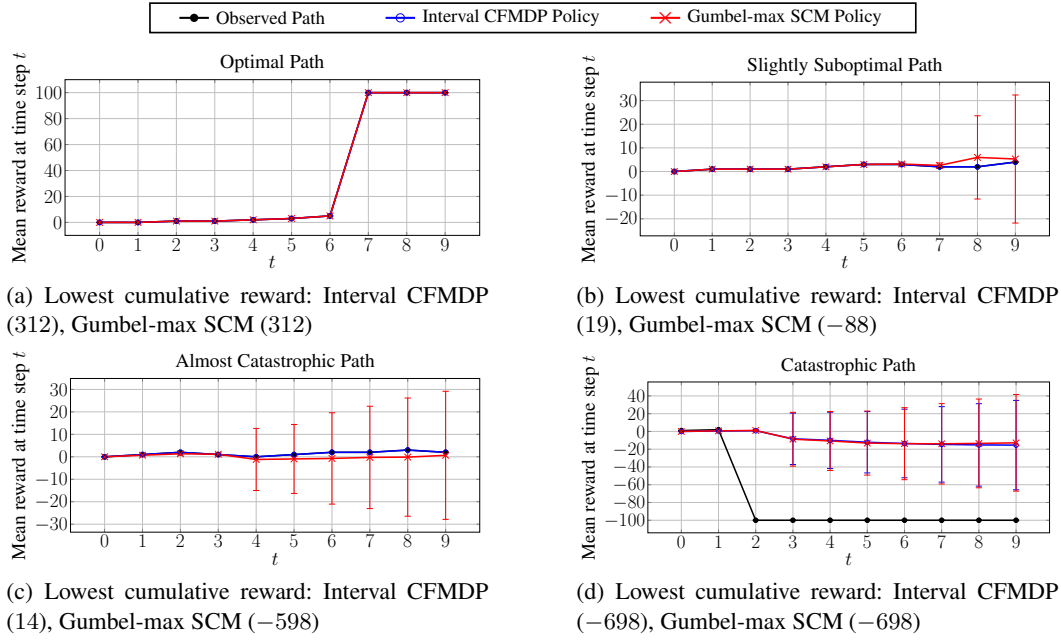 Observed Path Interval CFMDP Policy Gumbel-max SCM Policy
Optimal Path
Mean reward at time step t
100
80
60
40
20
0
0 1 2 3 4 5 6 7 8 9
t
(a) Lowest cumulative reward: Interval CFMDP
(312), Gumbel-max SCM (312)
Slightly Suboptimal Path
Mean reward at time step t
30
20
10
0
−10
−20
0 1 2 3 4 5 6 7 8 9
t
(b) Lowest cumulative reward: Interval CFMDP
(19), Gumbel-max SCM (−88)
Almost Catastrophic Path
Mean reward at time step t
30
20
10
0
−10
−20
−30
0 1 2 3 4 5 6 7 8 9
t
(c) Lowest cumulative reward: Interval CFMDP
(14), Gumbel-max SCM (−598)
Catastrophic Path
Mean reward at time step t
40
20
0
−20
−40
−60
−80
−100
0 1 2 3 4 5 6 7 8 9
t
(d) Lowest cumulative reward: Interval CFMDP
(−698), Gumbel-max SCM (−698)